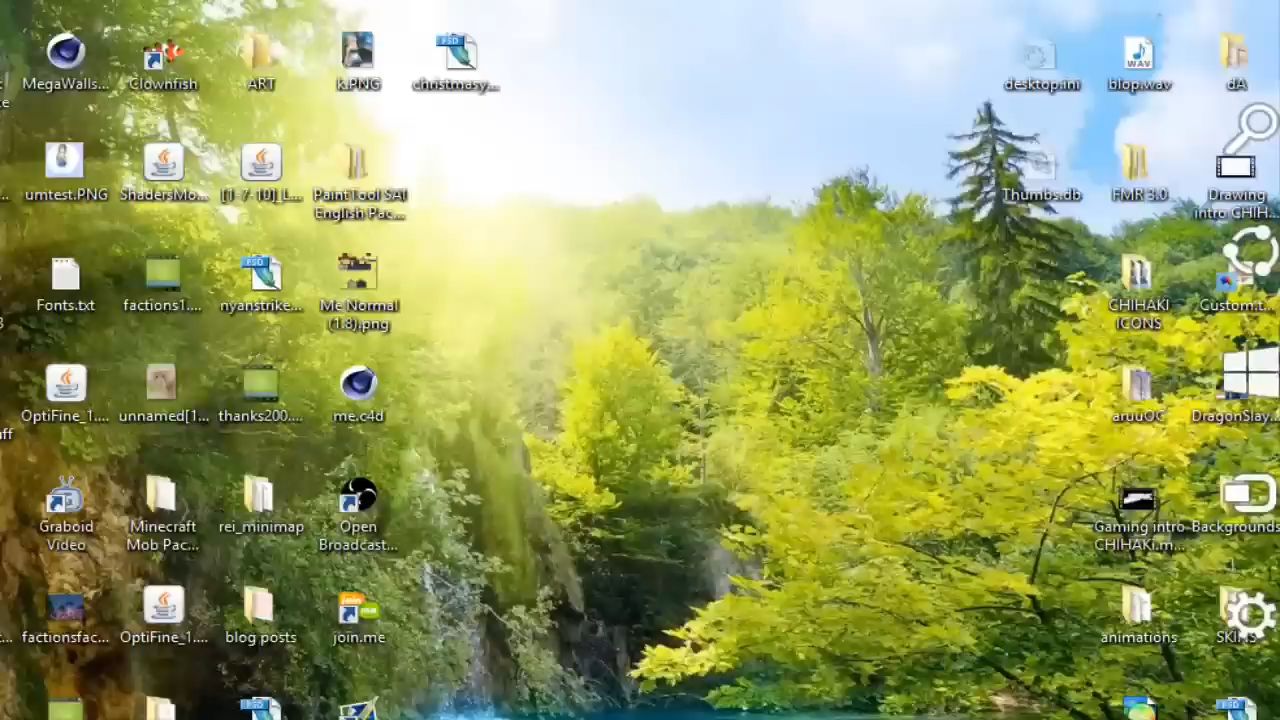 MegaWalls...
Clownfish
ART
k.PNG
christmasy...
desktop.ini
blop.wav
dA
umtest.PNG
ShadersMo...
[1-7-10]_L...
PaintTool SAI
English Pac...
Thumbs.db
FMR 3.0
Drawing
intro CHIH...
Fonts.txt
factions1....
nyanstrike...
Me Normal
(1.8).png
CHIHAKI
ICONS
Custom.t...
OptiFine_1....
unnamed[1...
thanks200....
me.c4d
aruuOC
DragonSlay...
Graboid
Video
Minecraft
Mob Pac...
rei_minimap
Open
Broadcast...
Gaming intro
CHIHAKi.m...
Backgrounds
factionsfac...
OptiFine_1....
blog posts
join.me
animations
SKINS